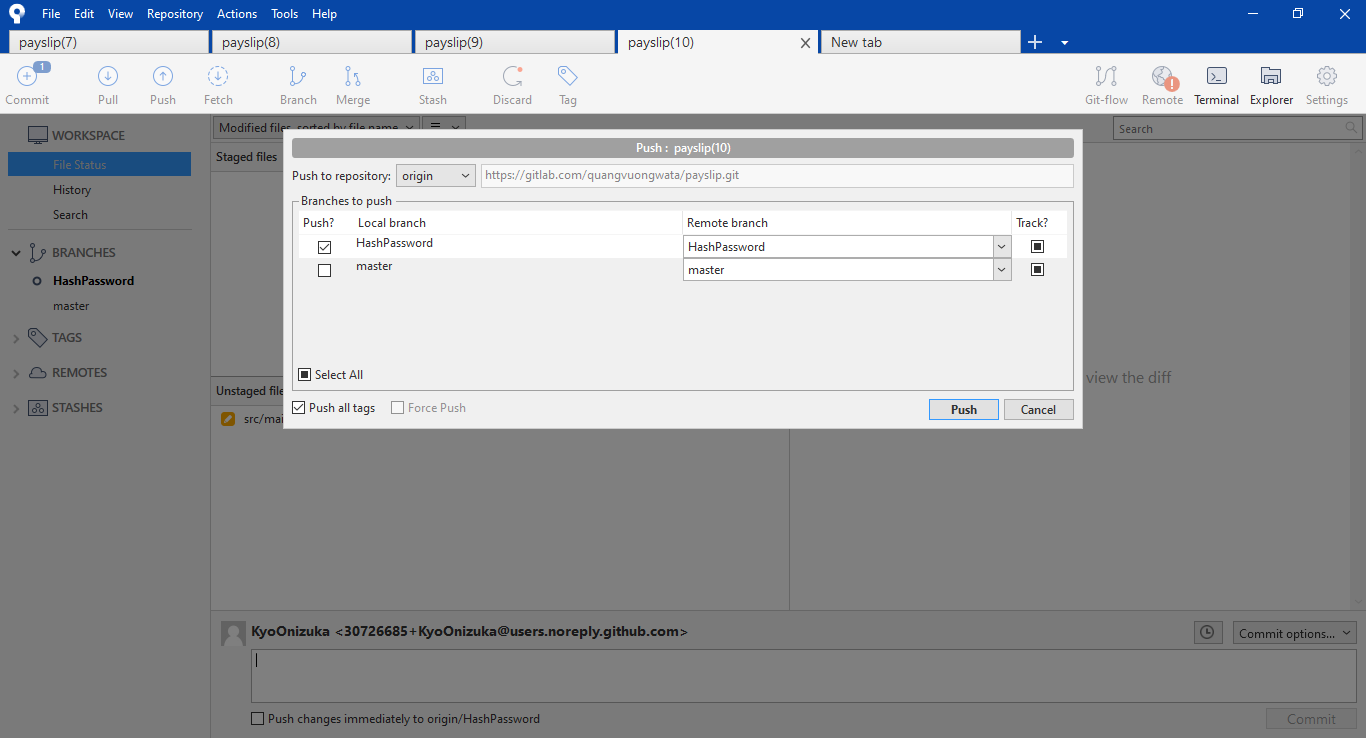 File Edit View Repository Actions Tools Help
payslip(7) payslip(8) payslip(9) payslip(10) New tab
1
Commit Pull Push Fetch Branch Merge Stash Discard Tag Git-flow Remote Terminal Explorer Settings
WORKSPACE
File Status
History
Search
BRANCHES
HashPassword
master
TAGS
REMOTES
STASHES
Modified files, sorted by file name
Search
Staged files
Push : payslip(10)
Push to repository: origin https://gitlab.com/quangvuongwata/payslip.git
Branches to push
Push? Local branch Remote branch Track?
HashPassword HashPassword
master master
Select All
Push all tags Force Push Push Cancel
view the diff
Unstaged file
src/mai
KyoOnizuka <30726685+KyoOnizuka@users.noreply.github.com>
Commit options...
Push changes immediately to origin/HashPassword
Commit